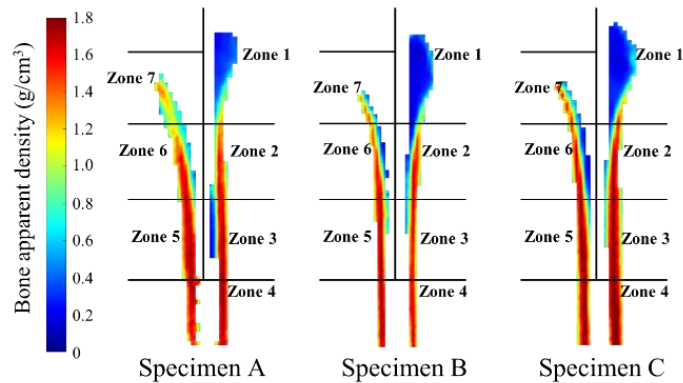 Bone apparent density (g/cm³)
1.8
1.6
1.4
1.2
1.0
0.8
0.6
0.4
0.2
0
Zone 1
Zone 7
Zone 6
Zone 2
Zone 5
Zone 3
Zone 4
Specimen A
Zone 1
Zone 7
Zone 6
Zone 2
Zone 5
Zone 3
Zone 4
Specimen B
Zone 1
Zone 7
Zone 6
Zone 2
Zone 5
Zone 3
Zone 4
Specimen C